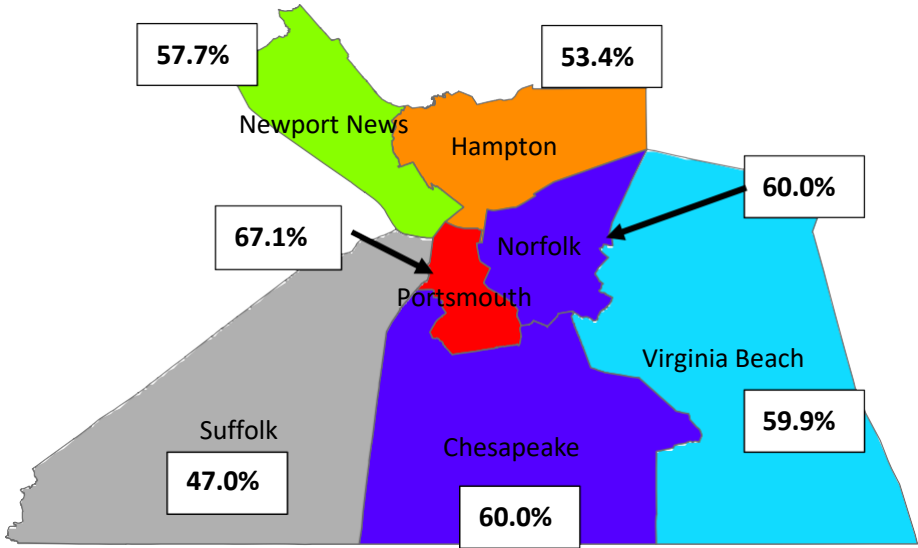 57.7%
53.4%
Newport News
Hampton
60.0%
67.1%
Norfolk
Portsmouth
Virginia Beach
59.9%
Suffolk
47.0%
Chesapeake
60.0%